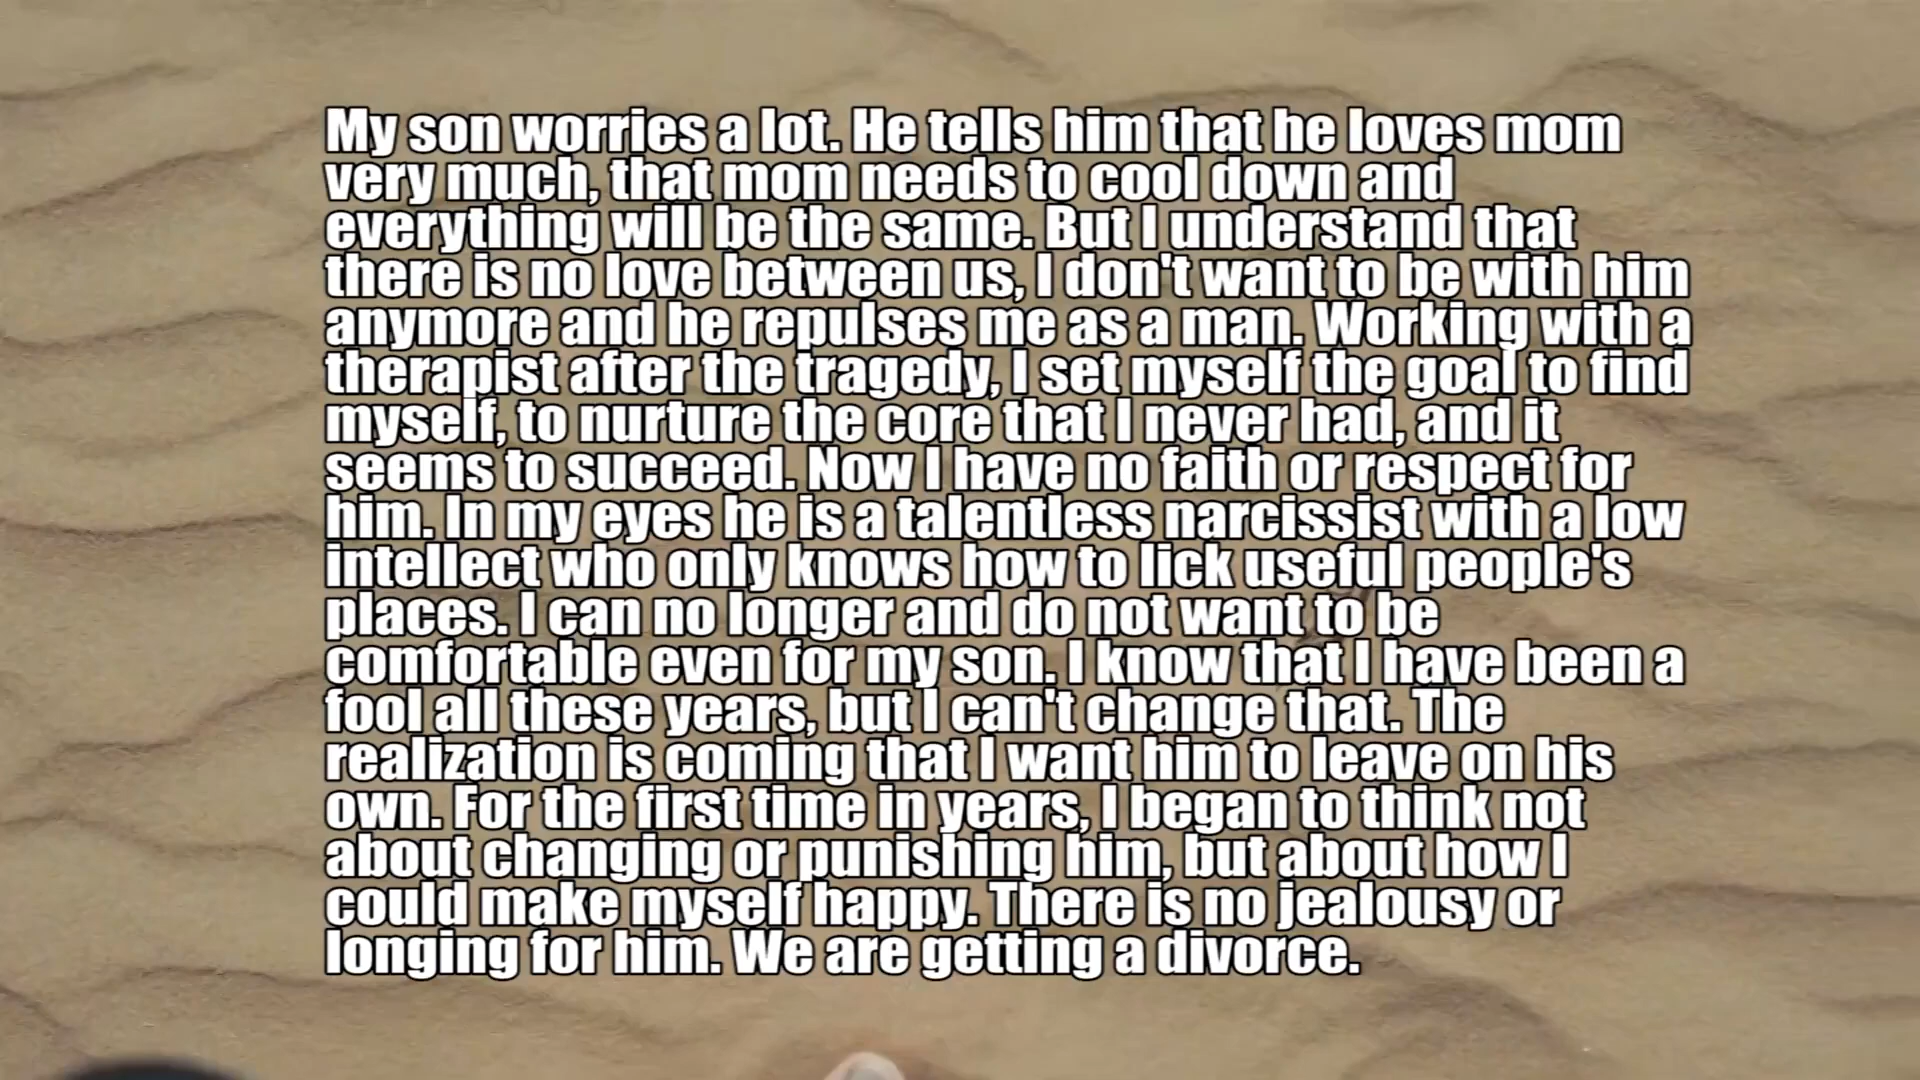 My son worries a lot. He tells him that he loves mom
very much, that mom needs to cool down and
everything will be the same. But I understand that
there is no love between us, I don't want to be with him
anymore and he repulses me as a man. Working with a
therapist after the tragedy, I set myself the goal to find
myself, to nurture the core that I never had, and it
seems to succeed. Now I have no faith or respect for
him. In my eyes he is a talentless narcissist with a low
intellect who only knows how to lick useful people's
places. I can no longer and do not want to be
comfortable even for my son. I know that I have been a
fool all these years, but I can't change that. The
realization is coming that I want him to leave on his
own. For the first time in years, I began to think not
about changing or punishing him, but about how I
could make myself happy. There is no jealousy or
longing for him. We are getting a divorce.